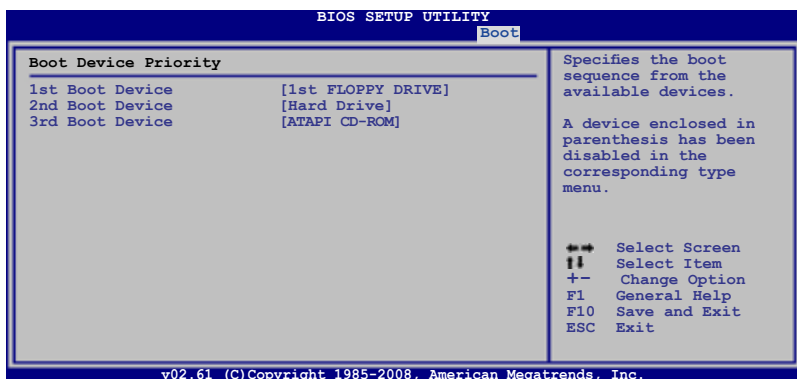 BIOS SETUP UTILITY
Boot
Boot Device Priority
1st Boot Device [1st FLOPPY DRIVE]
2nd Boot Device [Hard Drive]
3rd Boot Device [ATAPI CD-ROM]
Specifies the boot
sequence from the
available devices.
A device enclosed in
parenthesis has been
disabled in the
corresponding type
menu.
←→ Select Screen
↑↓ Select Item
+- Change Option
F1 General Help
F10 Save and Exit
ESC Exit
v02.61 (C)Copyright 1985-2008, American Megatrends, Inc.